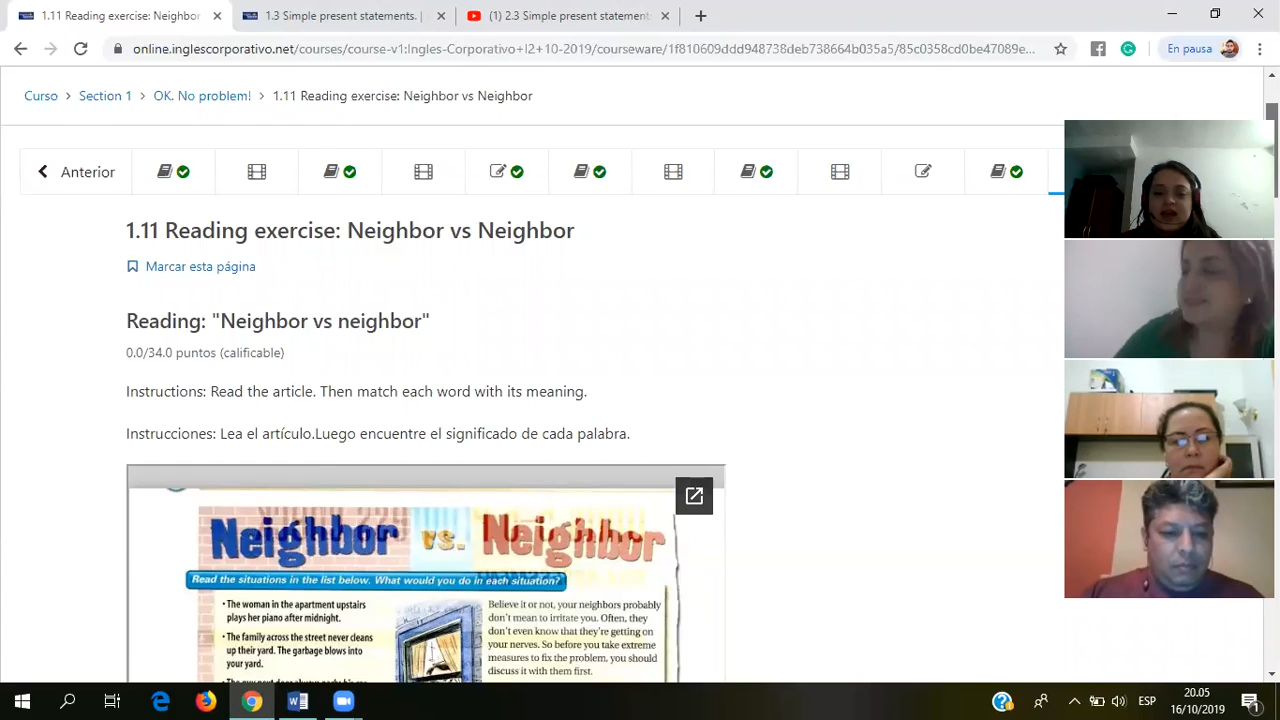 1.11 Reading exercise: Neighbor
1.3 Simple present statements. |
(1) 2.3 Simple present statement
online.inglescorporativo.net/courses/course-v1:Ingles-Corporativo+I2+10-2019/courseware/1f810609ddd948738deb738664b035a5/85c0358cd0be47089e...
En pausa
Curso > Section 1 > OK. No problem! > 1.11 Reading exercise: Neighbor vs Neighbor
Anterior
1.11 Reading exercise: Neighbor vs Neighbor
Marcar esta página
Reading: "Neighbor vs neighbor"
0.0/34.0 puntos (calificable)
Instructions: Read the article. Then match each word with its meaning.
Instrucciones: Lea el artículo.Luego encuentre el significado de cada palabra.
Neighbor vs. Neighbor
Read the situations in the list below. What would you do in each situation?
• The woman in the apartment upstairs
plays her piano after midnight.
• The family across the street never cleans
up their yard. The garbage blows into
your yard.
Believe it or not, your neighbors probably
don't mean to irritate you. Often, they
don't even know that they're getting on
your nerves. So before you take extreme
measures to fix the problem, you should
discuss it with them first.
ESP
20.05
16/10/2019